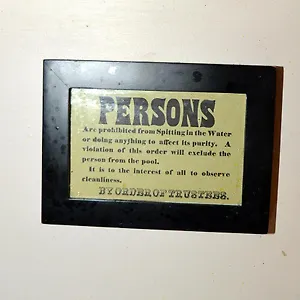 PERSONS
Are prohibited from Spitting in the Water
or doing anything to affect its purity. A
violation of this order will exclude the
person from the pool.
It is to the interest of all to observe
cleanliness.
BY ORDER OF TRUSTEES.